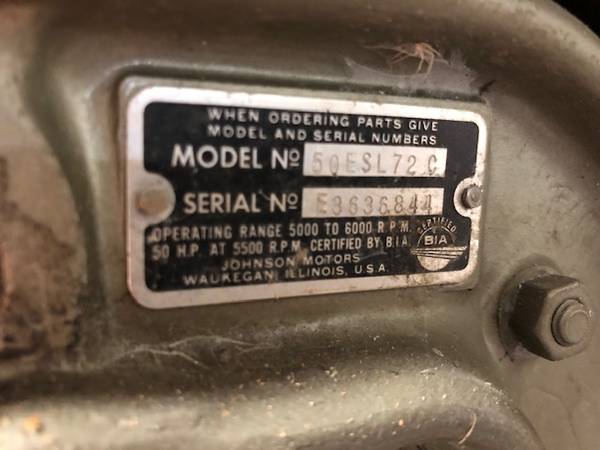 WHEN ORDERING PARTS GIVE
MODEL AND SERIAL NUMBERS
MODEL Nº 50ESL72 C
SERIAL Nº E3636844
OPERATING RANGE 5000 TO 6000 R.P.M.
50 H.P. AT 5500 R.P.M. CERTIFIED BY B.I.A.
JOHNSON MOTORS
WAUKEGAN, ILLINOIS, U.S.A.
CERTIFIED
BIA